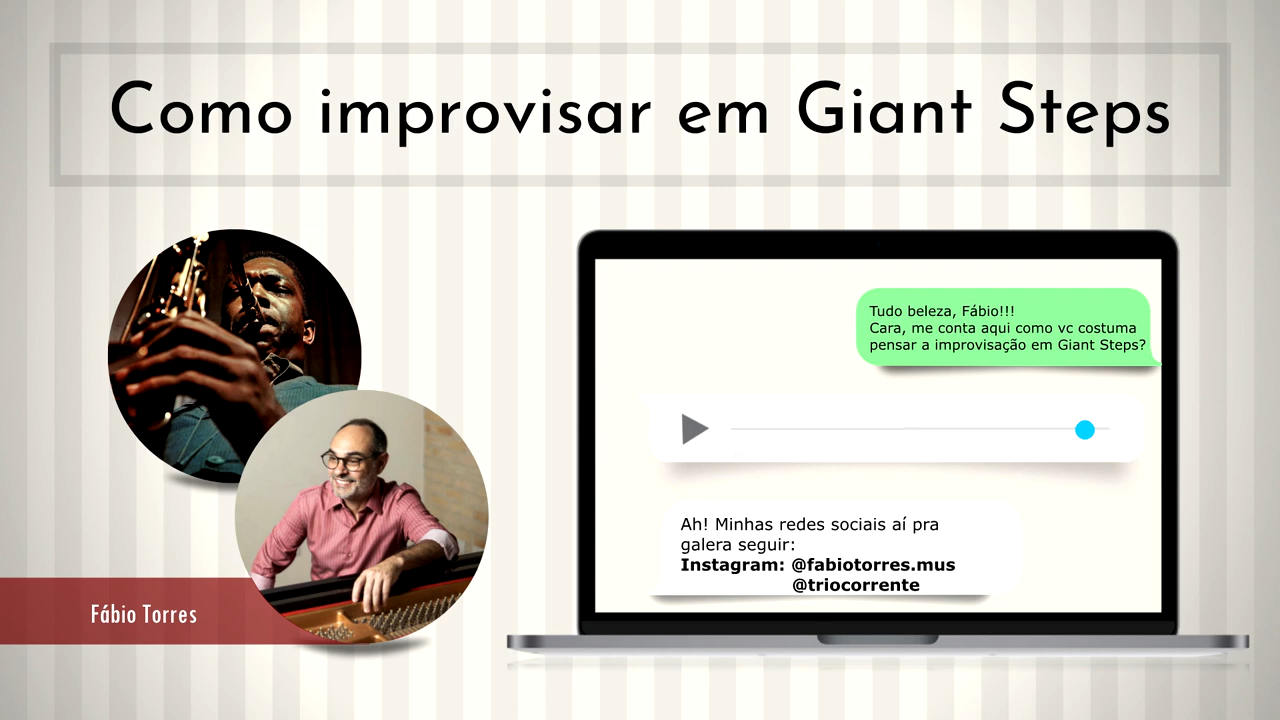 Como improvisar em Giant Steps
Tudo beleza, Fábio!!!
Cara, me conta aqui como vc costuma
pensar a improvisação em Giant Steps?
Ah! Minhas redes sociais aí pra
galera seguir:
Instagram: @fabiotorres.mus
@triocorrente
Fábio Torres